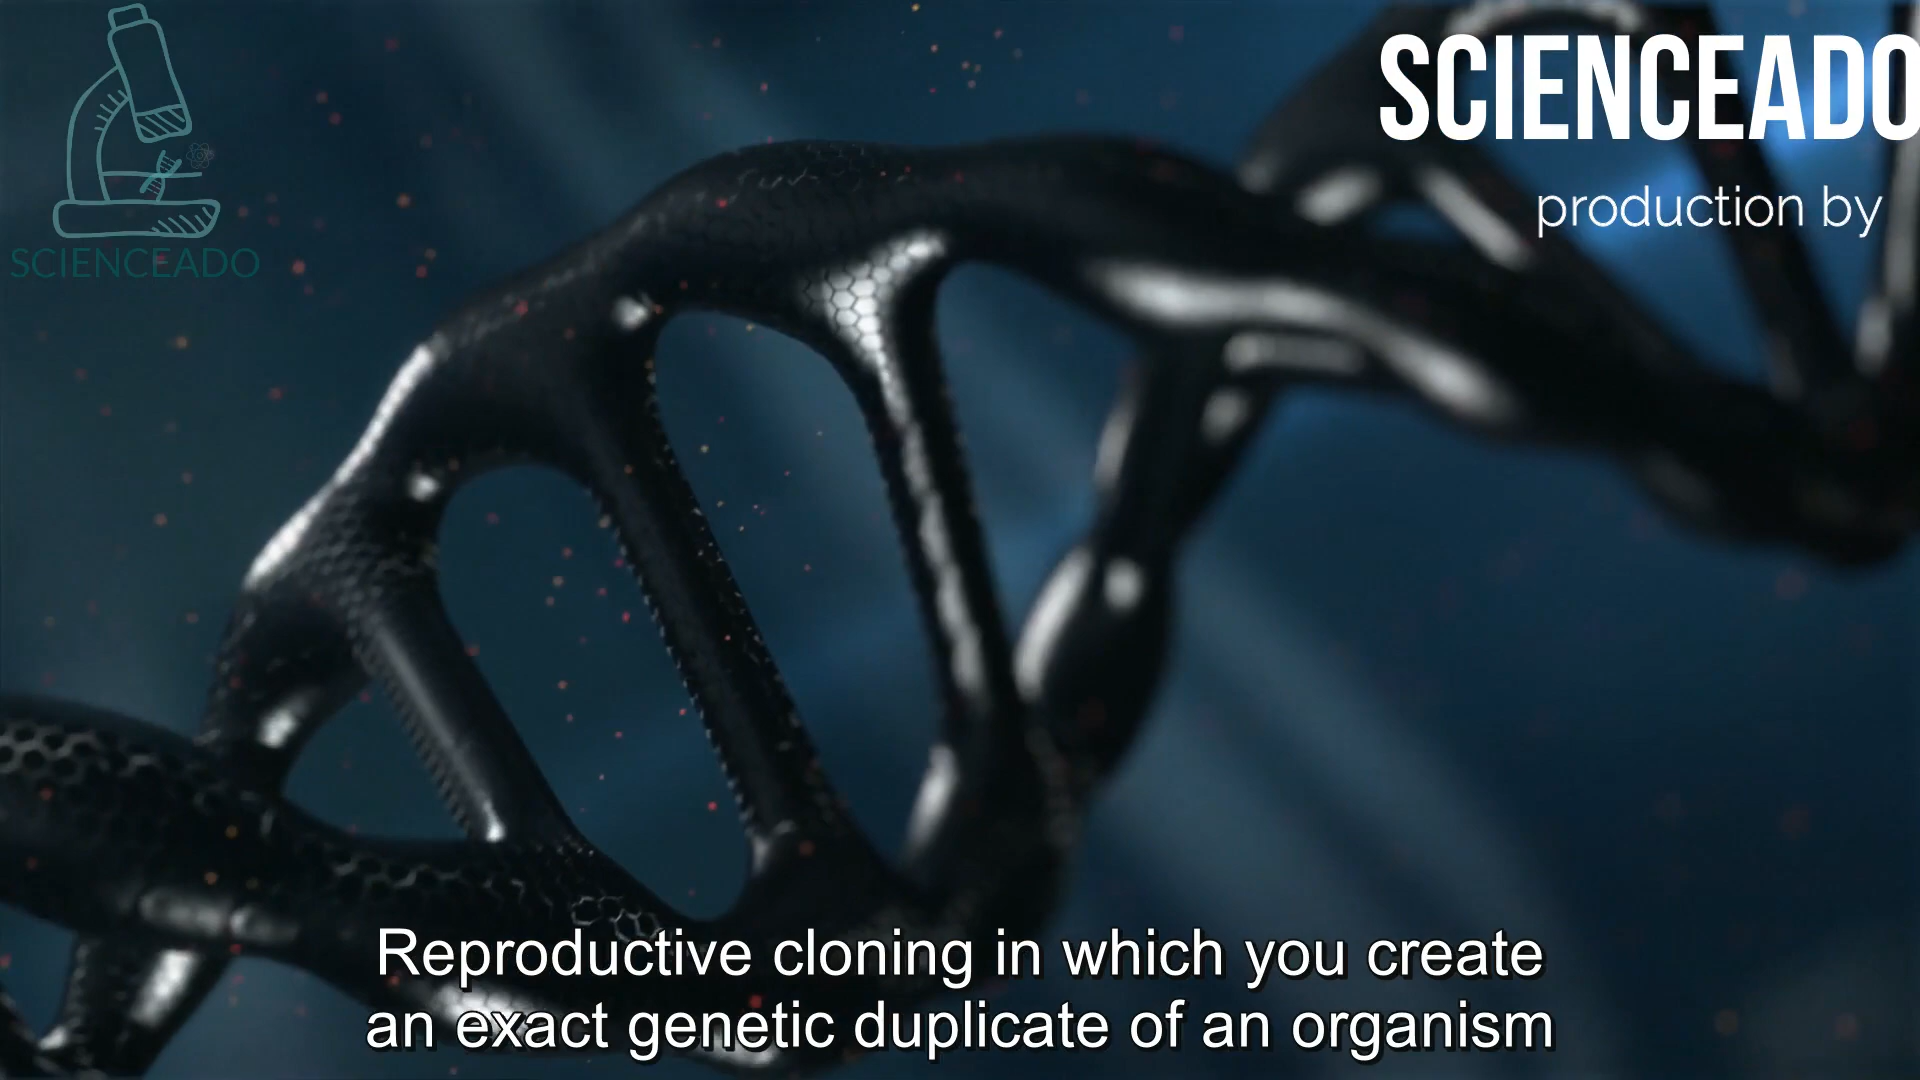 SCIENCEADO
SCIENCEADO
production by
Reproductive cloning in which you create
an exact genetic duplicate of an organism